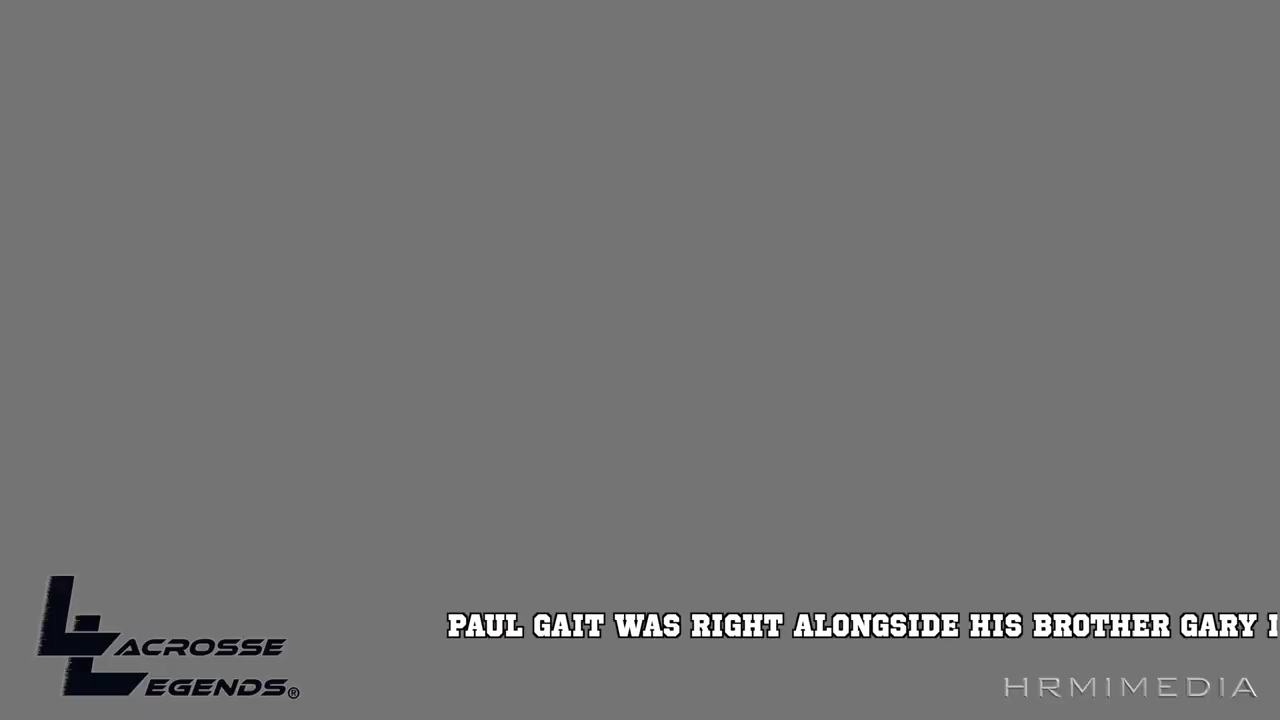 PAUL GAIT WAS RIGHT ALONGSIDE HIS BROTHER GARY
LACROSSE
LEGENDS®
HRMIMEDIA